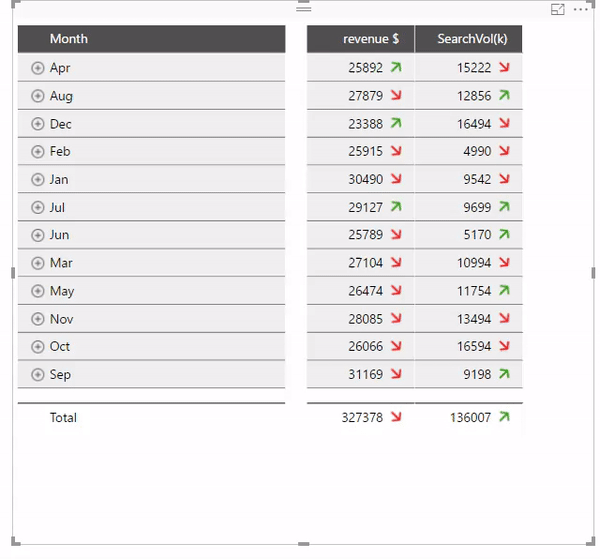 Month revenue $ SearchVol(k)
Apr 25892 15222
Aug 27879 12856
Dec 23388 16494
Feb 25915 4990
Jan 30490 9542
Jul 29127 9699
Jun 25789 5170
Mar 27104 10994
May 26474 11754
Nov 28085 13494
Oct 26066 16594
Sep 31169 9198
Total 327378 136007